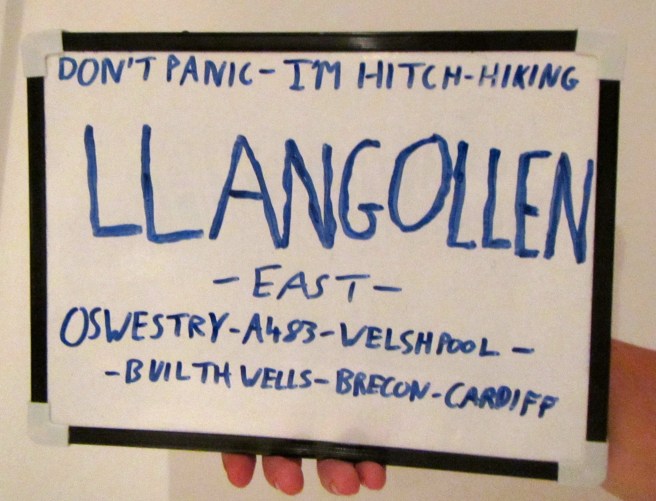 DON'T PANIC - I'M HITCH-HIKING
LLANGOLLEN
- EAST -
OSWESTRY - A483 - WELSHPOOL -
- BUILTH WELLS - BRECON - CARDIFF